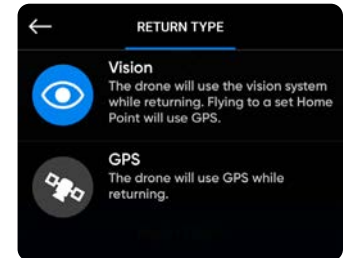 RETURN TYPE
Vision
The drone will use the vision system
while returning. Flying to a set Home
Point will use GPS.
GPS
The drone will use GPS while
returning.